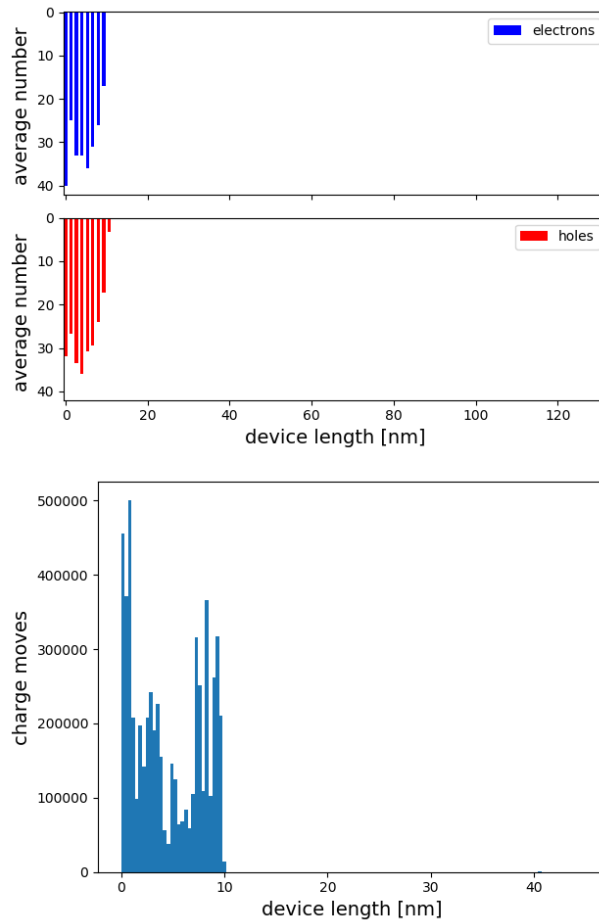 0
10
20
30
40
average number
electrons
0
10
20
30
40
average number
holes
0 20 40 60 80 100 120
device length [nm]
500000
400000
300000
200000
100000
0
charge moves
0 10 20 30 40
device length [nm]